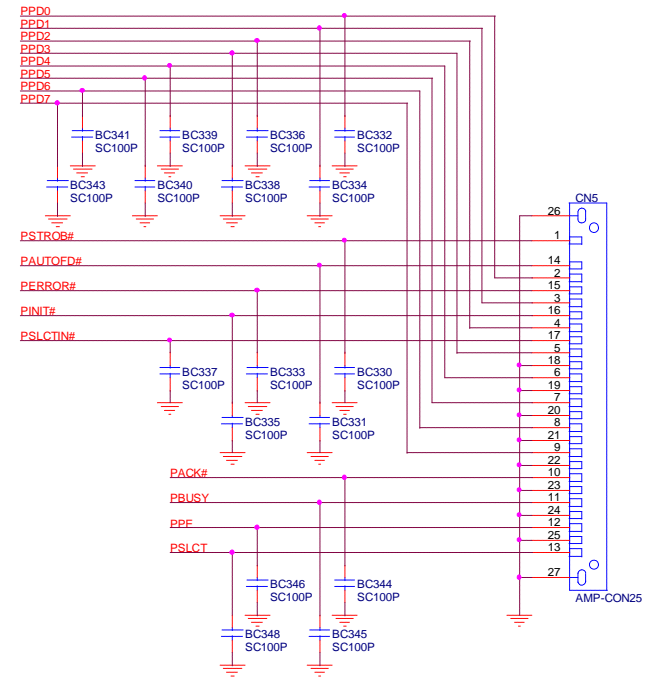 PPD0
PPD1
PPD2
PPD3
PPD4
PPD5
PPD6
PPD7
BC341
SC100P
BC339
SC100P
BC336
SC100P
BC332
SC100P
BC343
SC100P
BC340
SC100P
BC338
SC100P
BC334
SC100P
CN5
26
PSTROB#
1
PAUTOFD#
14
2
PERROR#
15
3
PINIT#
16
4
PSLCTIN#
17
5
18
6
19
7
20
8
21
9
22
10
23
11
24
12
25
13
27
AMP-CON25
BC337
SC100P
BC333
SC100P
BC330
SC100P
BC335
SC100P
BC331
SC100P
PACK#
PBUSY
PPE
PSLCT
BC346
SC100P
BC344
SC100P
BC348
SC100P
BC345
SC100P